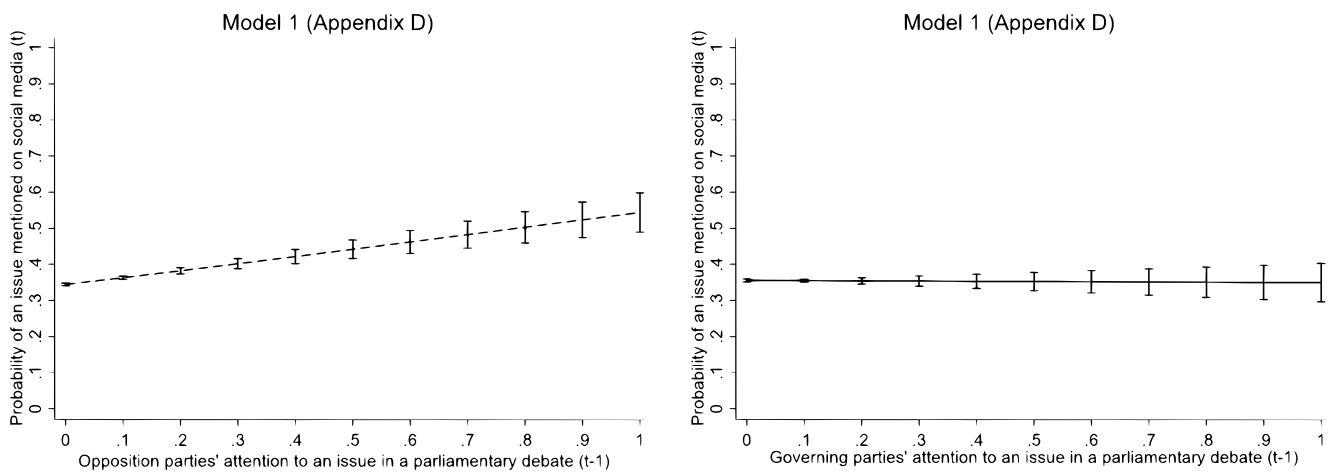 Model 1 (Appendix D)
Probability of an issue mentioned on social media (t)
1
.9
.8
.7
.6
.5
.4
.3
.2
.1
0
0 .1 .2 .3 .4 .5 .6 .7 .8 .9 1
Opposition parties' attention to an issue in a parliamentary debate (t-1)
Model 1 (Appendix D)
Probability of an issue mentioned on social media (t)
1
.9
.8
.7
.6
.5
.4
.3
.2
.1
0
0 .1 .2 .3 .4 .5 .6 .7 .8 .9 1
Governing parties' attention to an issue in a parliamentary debate (t-1)